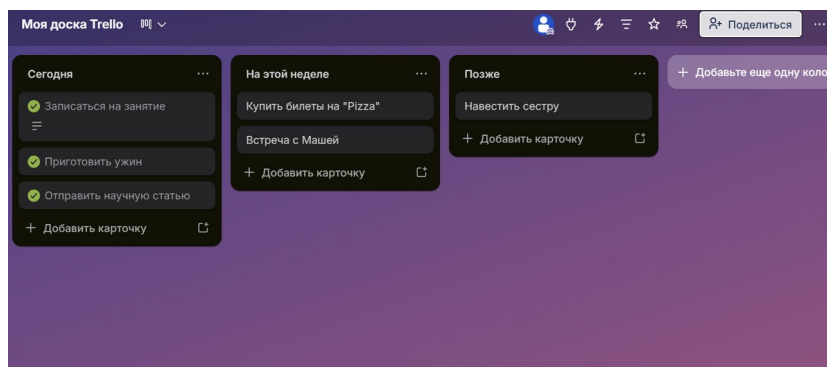 Моя доска Trello
Поделиться
Сегодня
Записаться на занятие
Приготовить ужин
Отправить научную статью
+ Добавить карточку
На этой неделе
Купить билеты на "Pizza"
Встреча с Машей
+ Добавить карточку
Позже
Навестить сестру
+ Добавить карточку
+ Добавьте еще одну коло